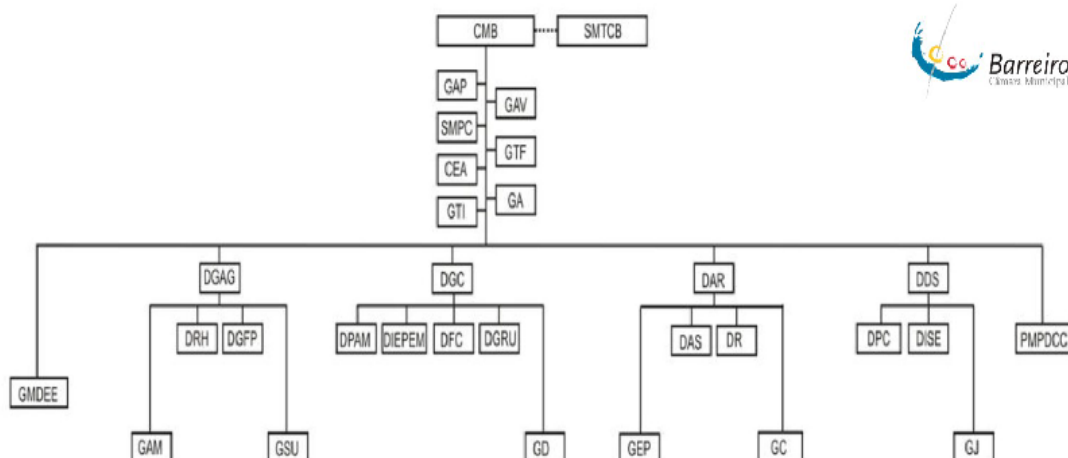 CMB
SMTCB
Barreiro
Câmara Municipal
GAP
GAV
SMPC
GTF
CEA
GA
GTI
DGAG
DGC
DAR
DDS
DRH
DGFP
DPAM
DIEPEM
DFC
DGRU
DAS
DR
DPC
DISE
PMPDCC
GMDEE
GAM
GSU
GD
GEP
GC
GJ